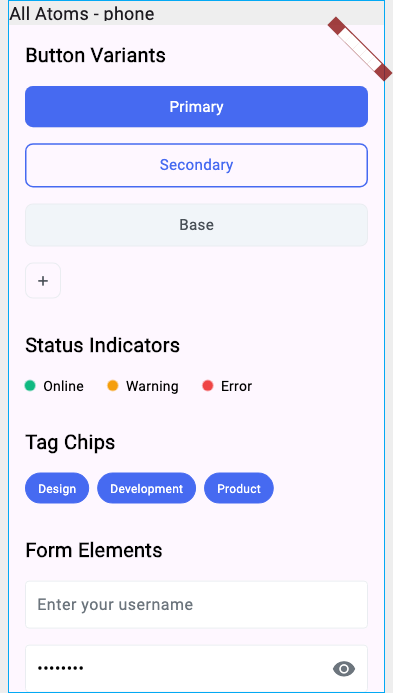 All Atoms - phone
Button Variants
Primary
Secondary
Base
+
Status Indicators
Online Warning Error
Tag Chips
Design Development Product
Form Elements
Enter your username
••••••••